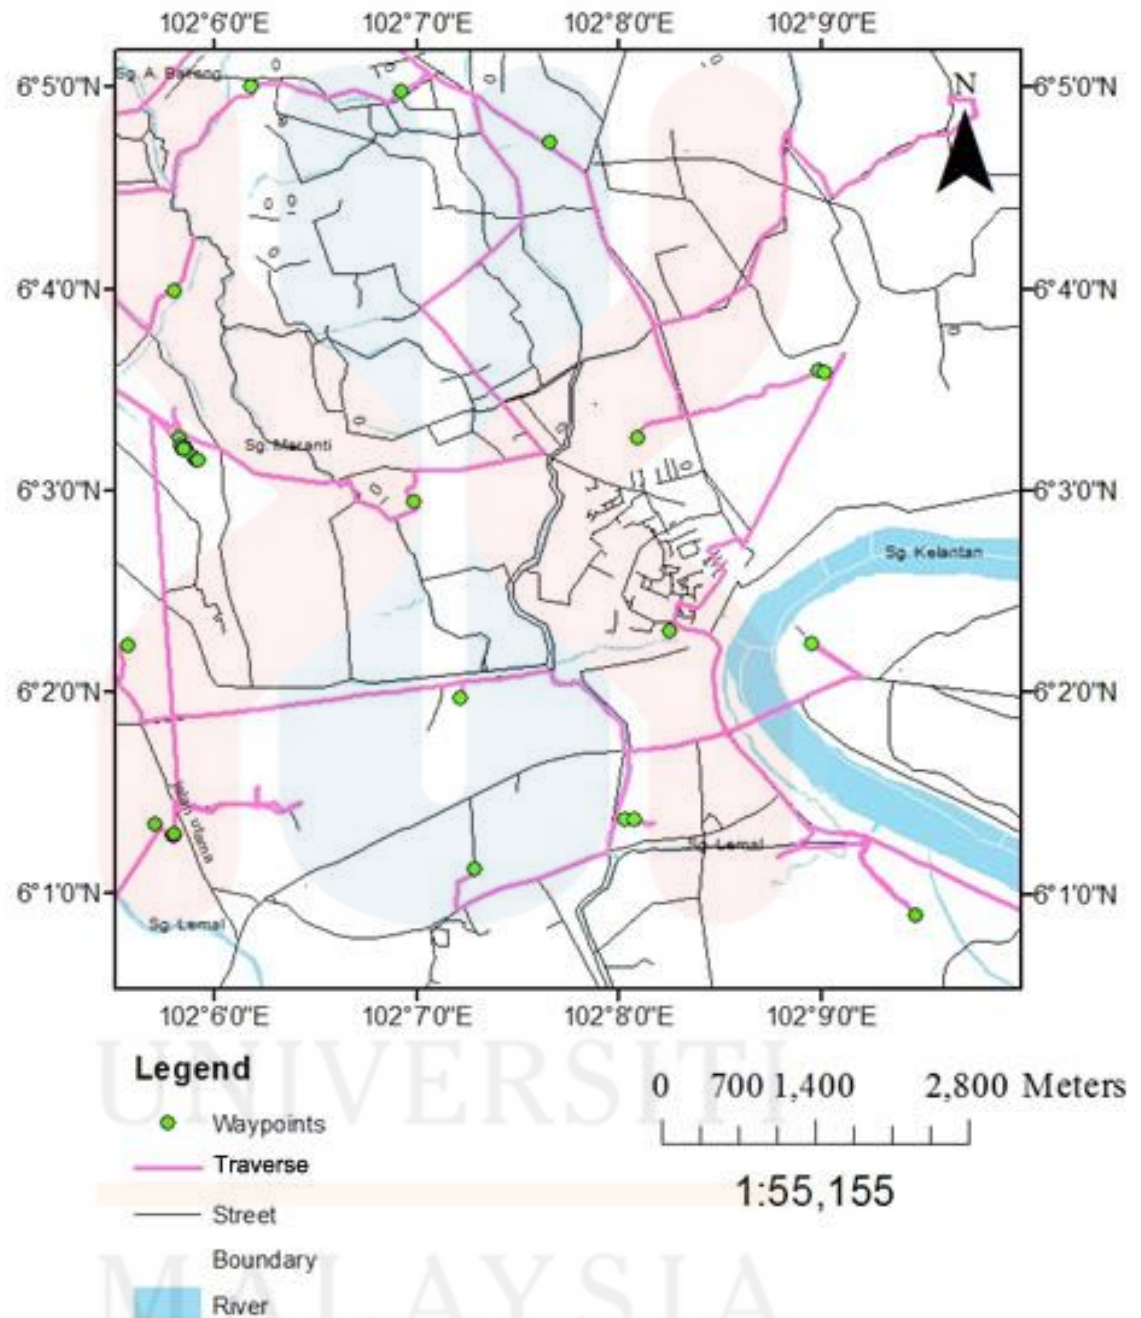 102°6'0"E 102°7'0"E 102°8'0"E 102°9'0"E
6°5'0"N 6°5'0"N
Sg. A. Barong
N
6°4'0"N 6°4'0"N
Sg. Meranti
6°3'0"N 6°3'0"N
Sg. Kelantan
6°2'0"N 6°2'0"N
jalan utama
Sg. Lemal
6°1'0"N 6°1'0"N
Sg. Lemal
102°6'0"E 102°7'0"E 102°8'0"E 102°9'0"E
UNIVERSITI
Legend
0 700 1,400 2,800 Meters
Waypoints
Traverse
1:55,155
Street
Boundary
MALAYSIA
River